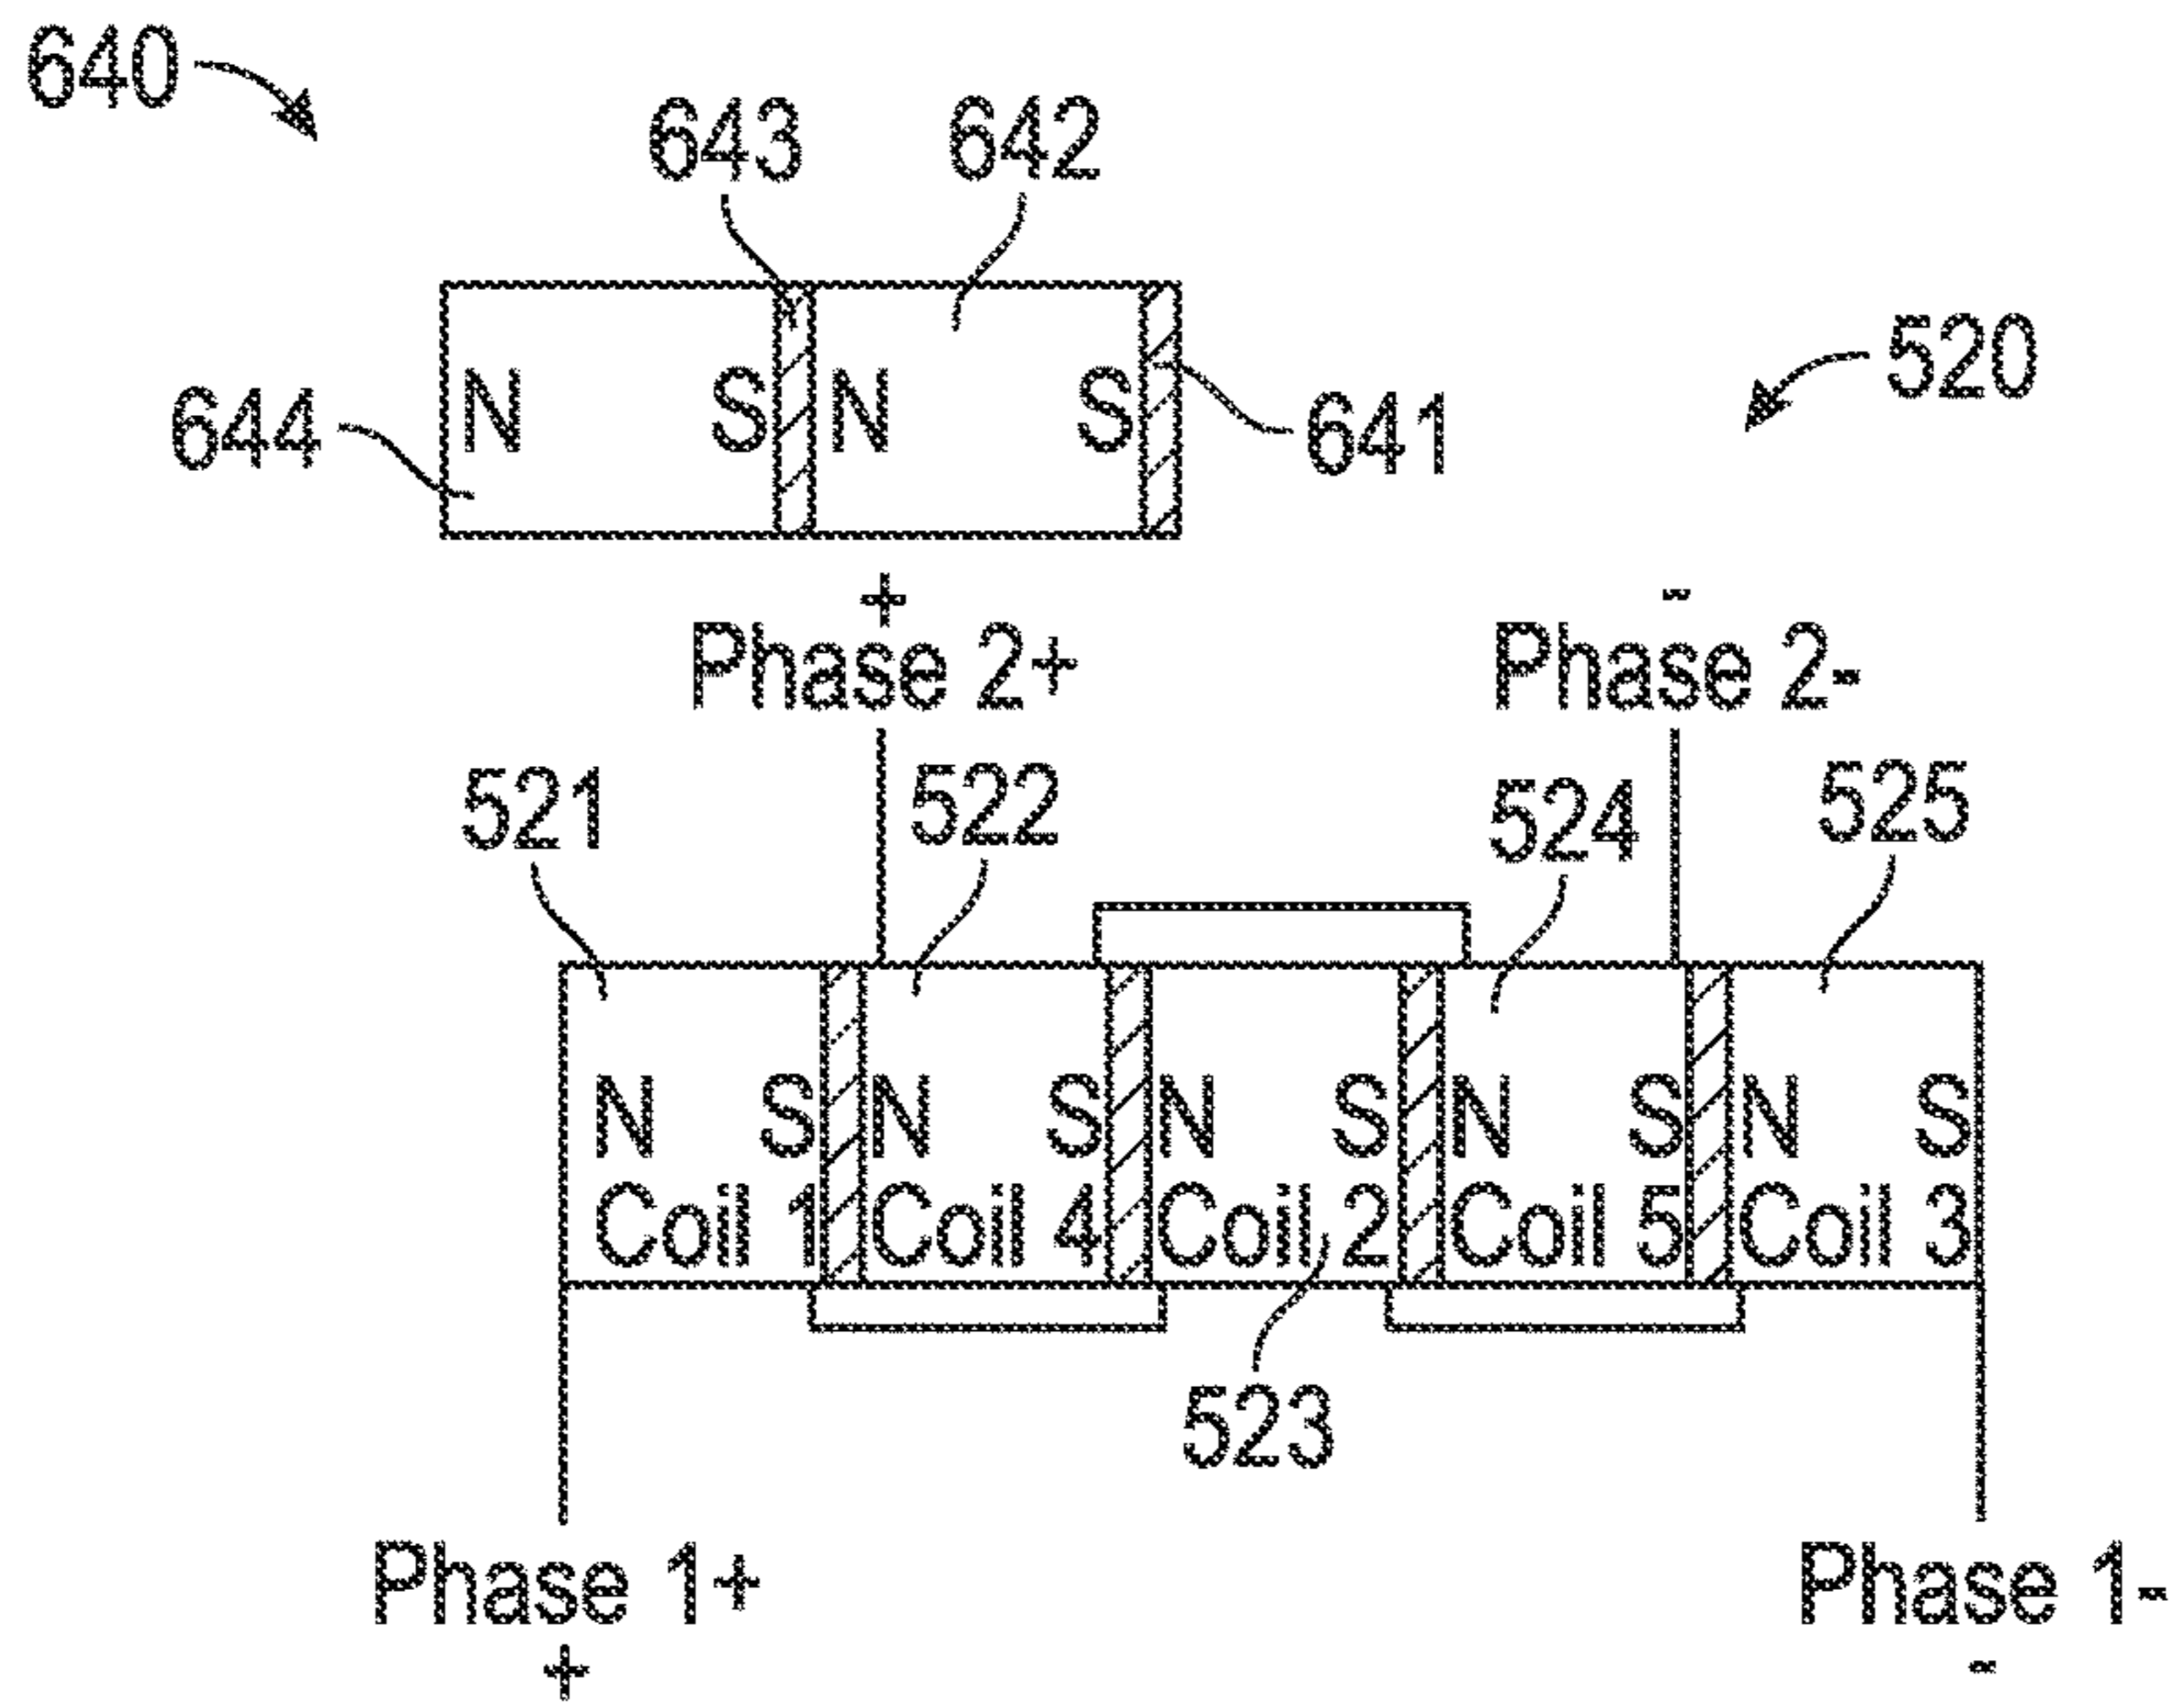 640
643 642
520
N S N S
644
641
+ -
Phase 2+ Phase 2-
521 522 524 525
N S N S N S N S N S
Coil 1 Coil 4 Coil 2 Coil 5 Coil 3
523
Phase 1+ Phase 1-
+ -